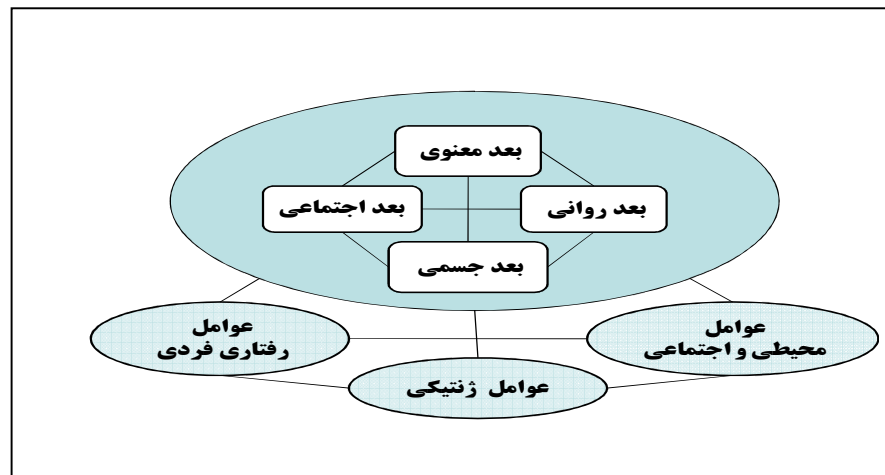 بعد معنوی
بعد روانی
بعد اجتماعی
بعد جسمی
عوامل
محیطی و اجتماعی
عوامل
رفتاری فردی
عوامل ژنتیکی